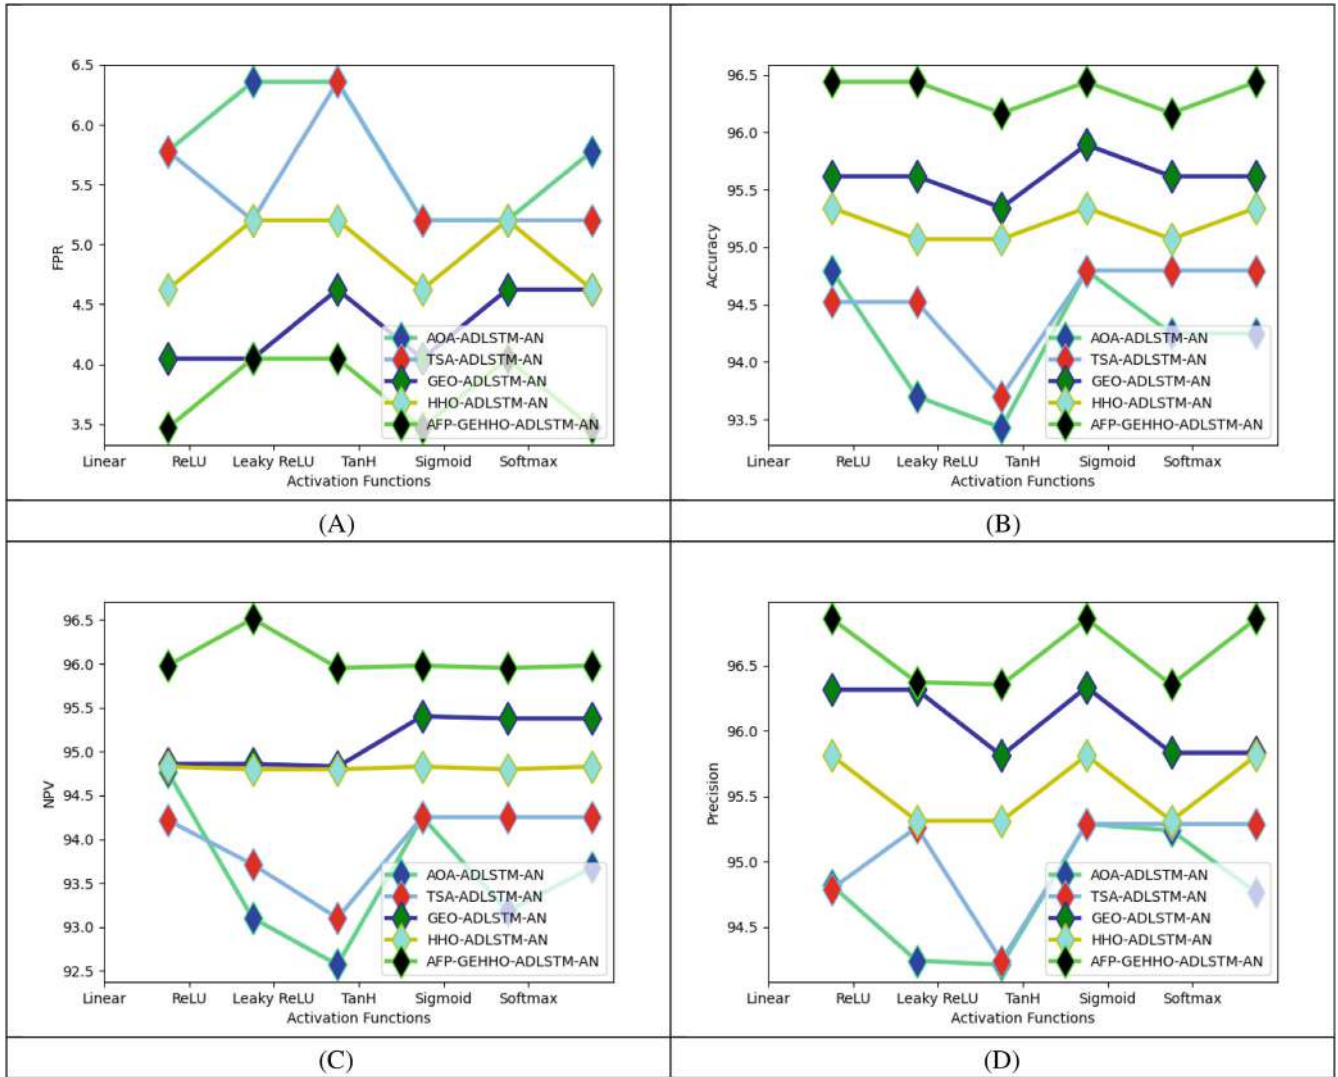 6.5
6.0
5.5
5.0
4.5
4.0
3.5
FPR
AOA-ADLSTM-AN
TSA-ADLSTM-AN
GEO-ADLSTM-AN
HHO-ADLSTM-AN
AFP-GEHHO-ADLSTM-AN
Linear ReLU Leaky ReLU TanH Sigmoid Softmax
Activation Functions
(A)
96.5
96.0
95.5
95.0
94.5
94.0
93.5
Accuracy
AOA-ADLSTM-AN
TSA-ADLSTM-AN
GEO-ADLSTM-AN
HHO-ADLSTM-AN
AFP-GEHHO-ADLSTM-AN
Linear ReLU Leaky ReLU TanH Sigmoid Softmax
Activation Functions
(B)
96.5
96.0
95.5
95.0
94.5
94.0
93.5
93.0
92.5
NPV
AOA-ADLSTM-AN
TSA-ADLSTM-AN
GEO-ADLSTM-AN
HHO-ADLSTM-AN
AFP-GEHHO-ADLSTM-AN
Linear ReLU Leaky ReLU TanH Sigmoid Softmax
Activation Functions
(C)
96.5
96.0
95.5
95.0
94.5
Precision
AOA-ADLSTM-AN
TSA-ADLSTM-AN
GEO-ADLSTM-AN
HHO-ADLSTM-AN
AFP-GEHHO-ADLSTM-AN
Linear ReLU Leaky ReLU TanH Sigmoid Softmax
Activation Functions
(D)